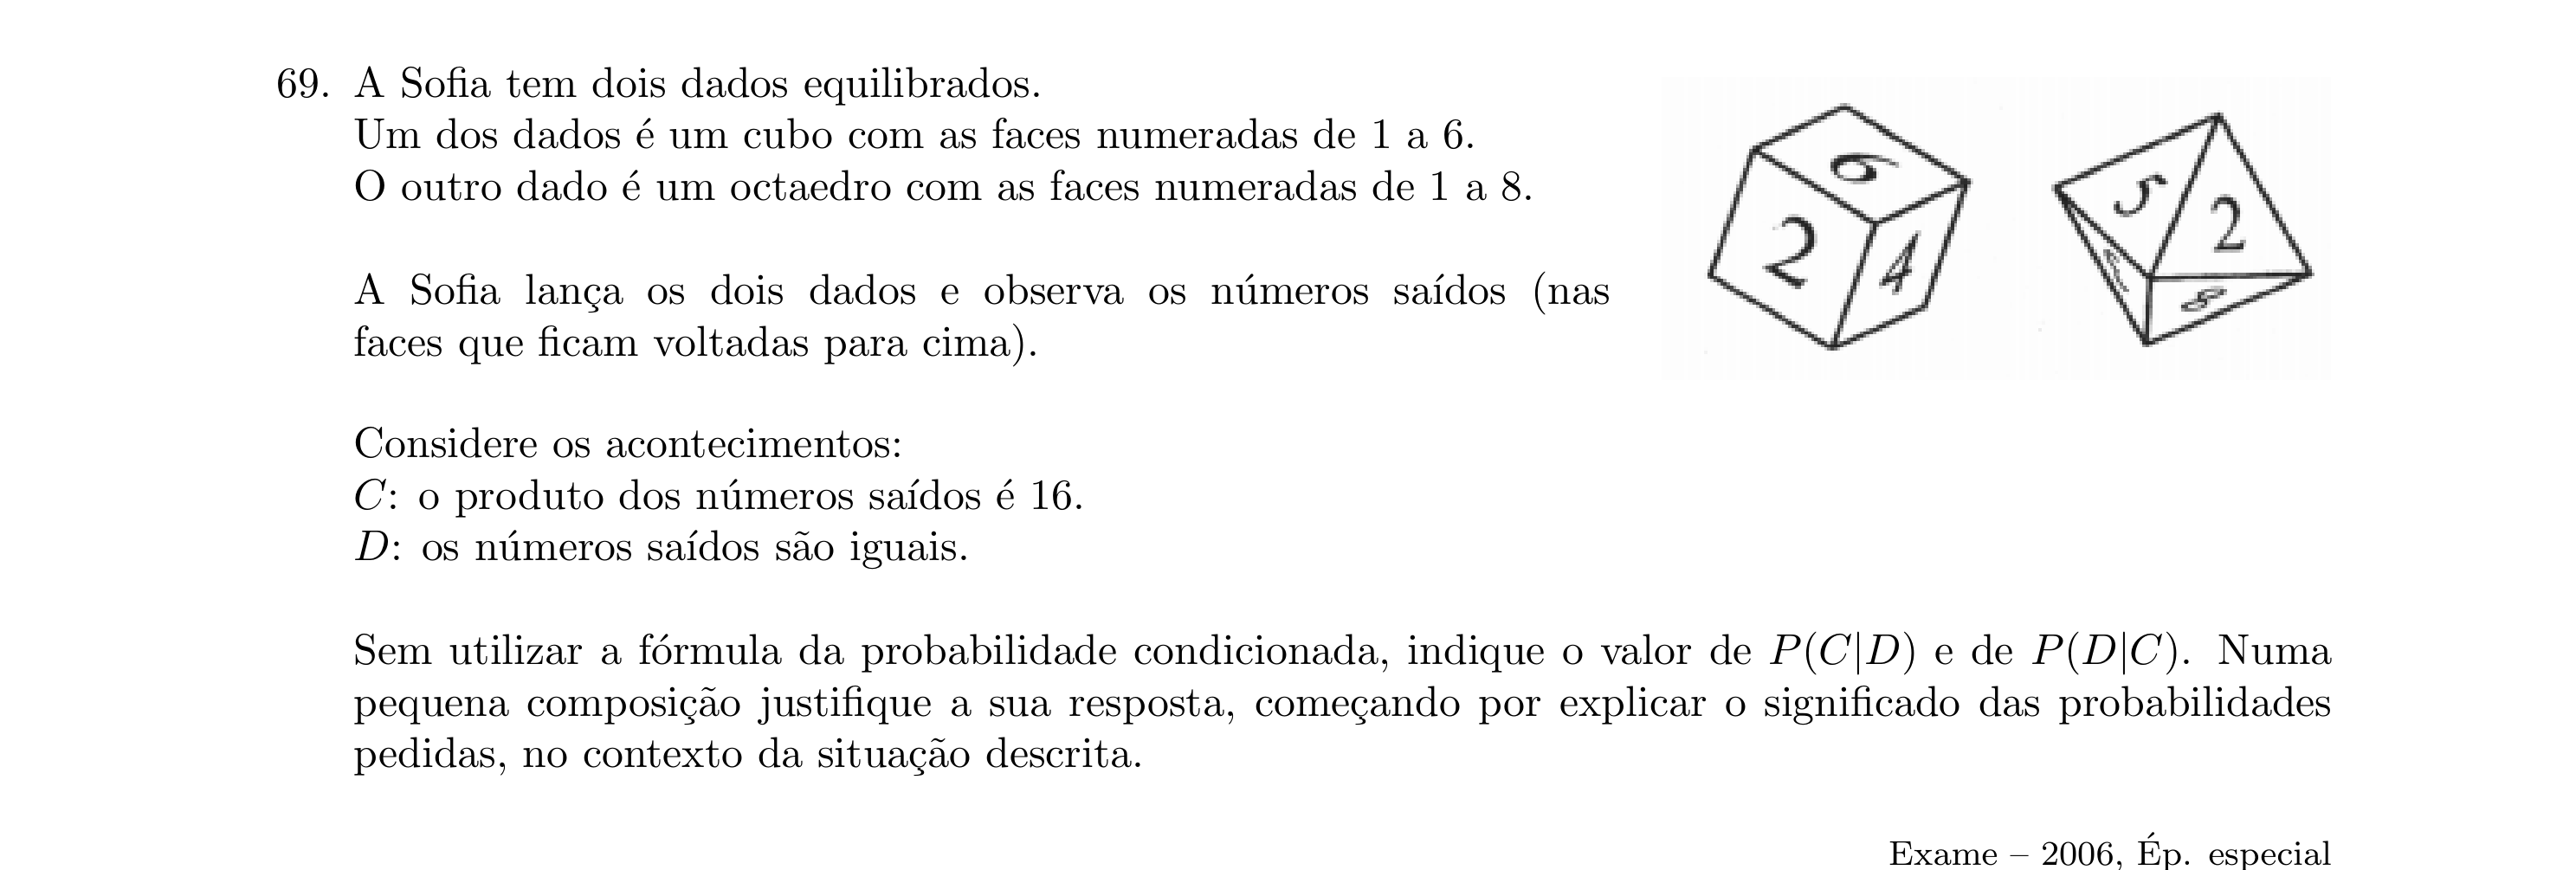 69. A Sofia tem dois dados equilibrados.
Um dos dados é um cubo com as faces numeradas de 1 a 6.
O outro dado é um octaedro com as faces numeradas de 1 a 8.
6
2
4
5
2
8
A Sofia lança os dois dados e observa os números saídos (nas
faces que ficam voltadas para cima).
Considere os acontecimentos:
C: o produto dos números saídos é 16.
D: os números saídos são iguais.
Sem utilizar a fórmula da probabilidade condicionada, indique o valor de P(C|D) e de P(D|C). Numa
pequena composição justifique a sua resposta, começando por explicar o significado das probabilidades
pedidas, no contexto da situação descrita.
Exame – 2006, Ép. especial